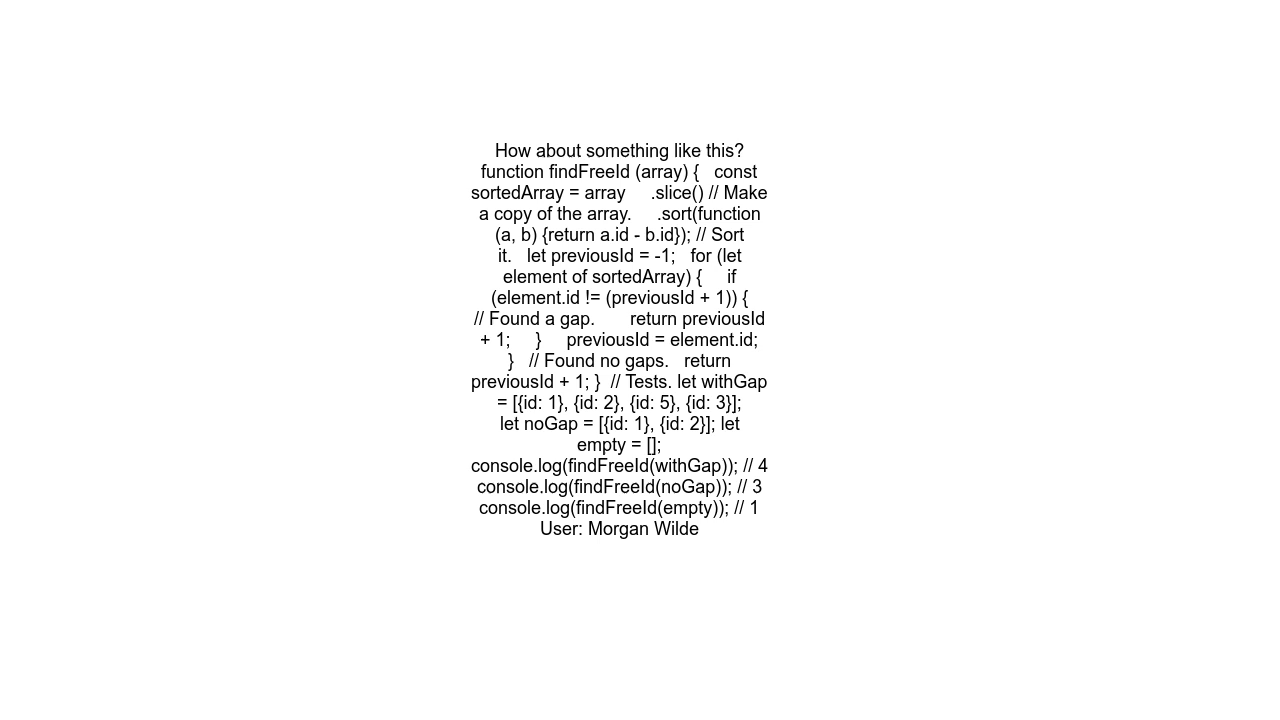 How about something like this?
function findFreeId (array) {   const
sortedArray = array     .slice() // Make
a copy of the array.     .sort(function
(a, b) {return a.id - b.id}); // Sort
it.   let previousId = -1;   for (let
element of sortedArray) {     if
(element.id != (previousId + 1)) {
// Found a gap.       return previousId
+ 1;     }     previousId = element.id;
}   // Found no gaps.   return
previousId + 1; }  // Tests. let withGap
= [{id: 1}, {id: 2}, {id: 5}, {id: 3}];
let noGap = [{id: 1}, {id: 2}]; let
empty = [];
console.log(findFreeId(withGap)); // 4
console.log(findFreeId(noGap)); // 3
console.log(findFreeId(empty)); // 1
User: Morgan Wilde